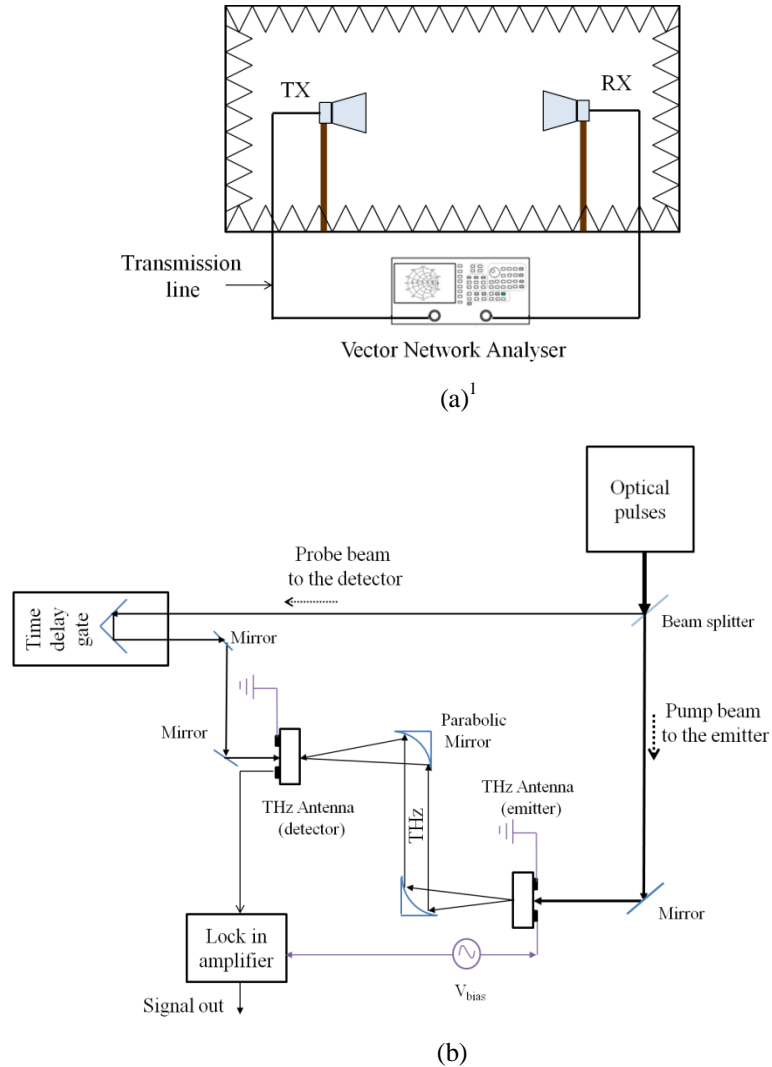 TX
RX
Transmission
line
Vector Network Analyser
(a)¹
Optical
pulses
Probe beam
to the detector
Time
delay
gate
Beam splitter
Mirror
Mirror
Parabolic
Mirror
Pump beam
to the emitter
THz Antenna
(detector)
THz Antenna
(emitter)
THz
Mirror
Lock in
amplifier
V_bias
Signal out
(b)